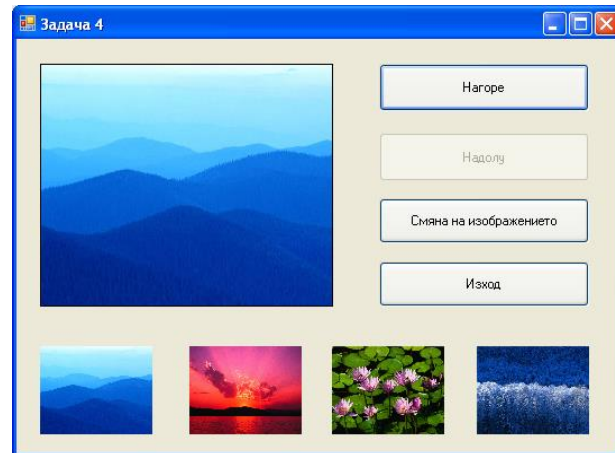 Задача 4
Нагоре
Надолу
Смяна на изображението
Изход